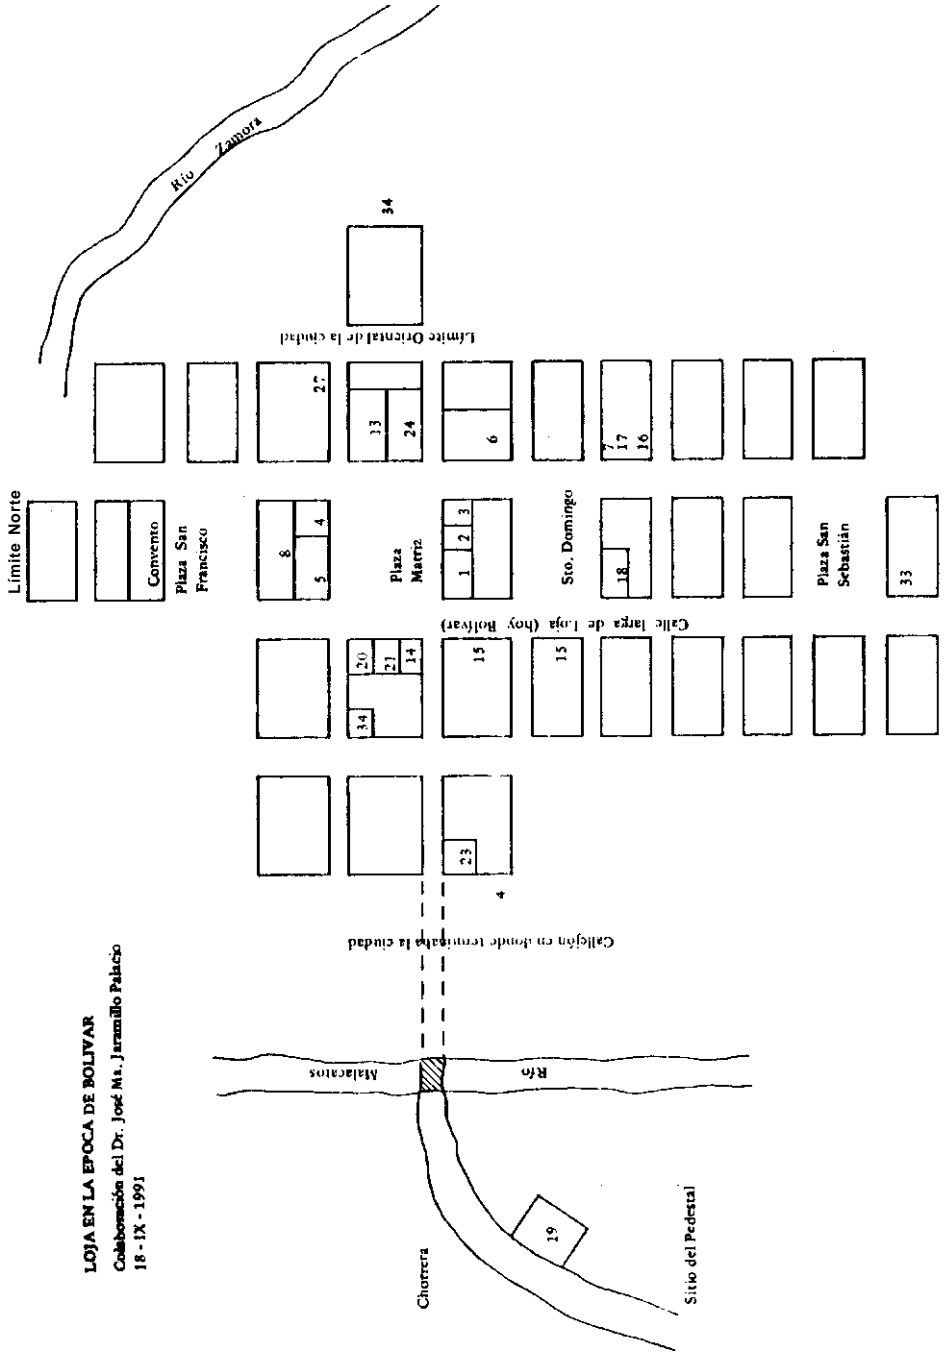 LOJA EN LA EPOCA DE BOLIVAR
Colaboración del Dr. José Ma. Jaramillo Palacio
18 - IX - 1991
Límite Norte
Convento
Plaza San
Francisco
8
5
4
Plaza
Matriz
1
2
3
Sto. Domingo
18
Plaza San
Sebastián
33
Río Zamora
34
Límite Oriental de la ciudad
27
13
24
6
7
17
16
Calle larga de Loja (hoy Bolívar)
20
21
14
34
15
15
23
4
Callejón en donde terminaba la ciudad
Malacatos
Río
Chorrera
19
Sitio del Pedestal